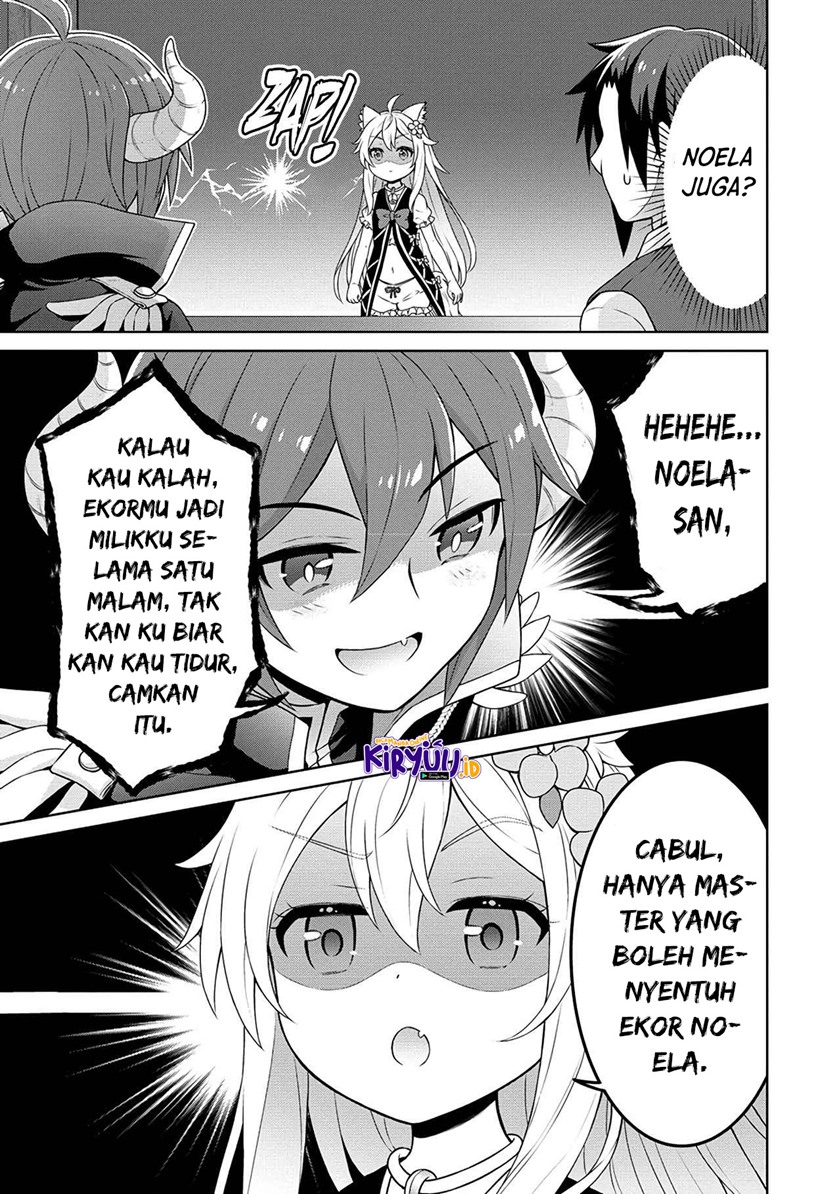 ZAP!
NOELA
JUGA?
HEHEHE...
NOELA-
SAN,
KALAU
KAU KALAH,
EKORMU JADI
MILIKKU SE-
LAMA SATU
MALAM, TAK
KAN KU BIAR
KAN KAU TIDUR,
CAMKAN
ITU.
KIRYUU.ID
CABUL,
HANYA MAS-
TER YANG
BOLEH ME-
NYENTUH
EKOR NO-
ELA.